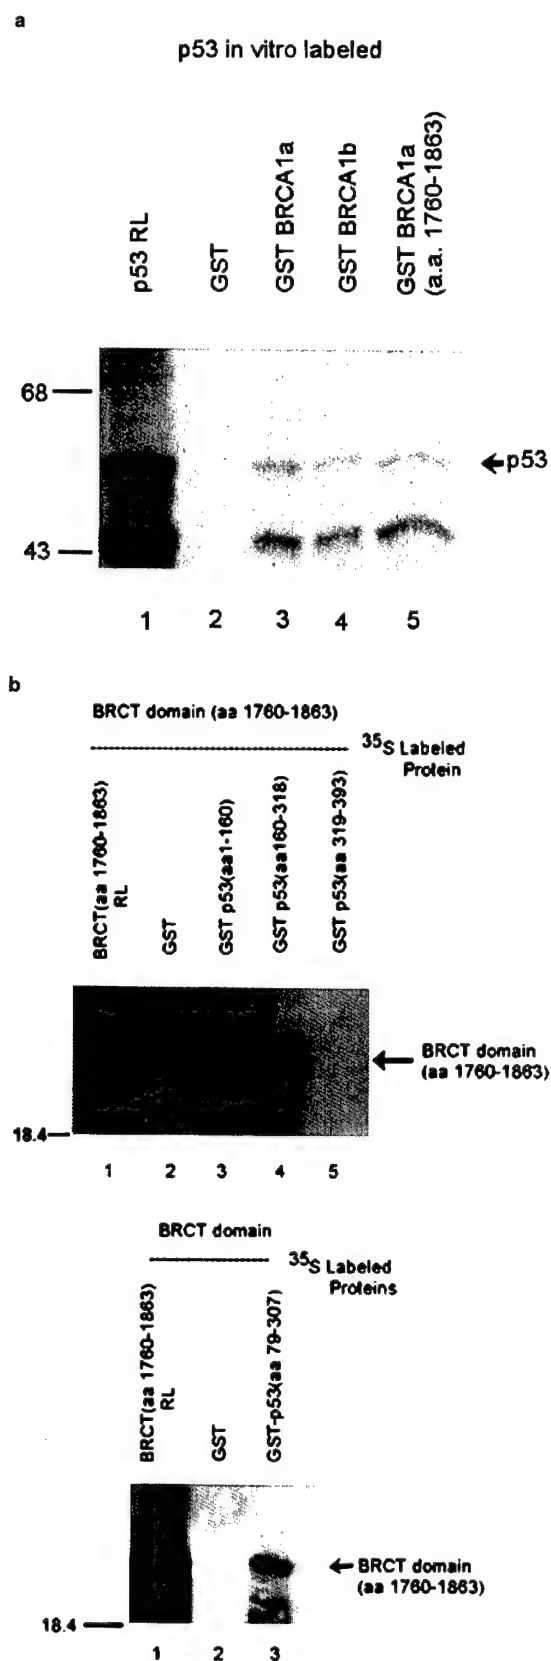 a
p53 in vitro labeled
p53 RL
GST
GST BRCA1a
GST BRCA1b
GST BRCA1a
(a.a. 1760-1863)
68
p53
43
1 2 3 4 5
b
BRCT domain (aa 1760-1863)
35S Labeled
Protein
BRCT(aa 1760-1863)
RL
GST
GST p53(aa1-160)
GST p53(aa160-318)
GST p53(aa 319-393)
BRCT domain
(aa 1760-1863)
18.4
1 2 3 4 5
BRCT domain
35S Labeled
Proteins
BRCT(aa 1760-1863)
RL
GST
GST-p53(aa 79-307)
BRCT domain
(aa 1760-1863)
18.4
1 2 3